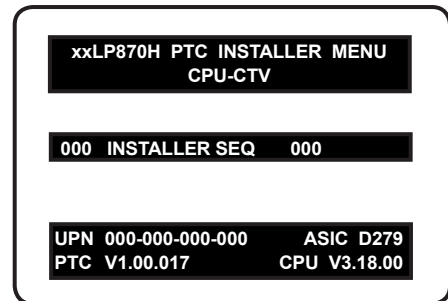 xxLP870H PTC INSTALLER MENU
CPU-CTV
000 INSTALLER SEQ 000
UPN 000-000-000-000 ASIC D279
PTC V1.00.017 CPU V3.18.00